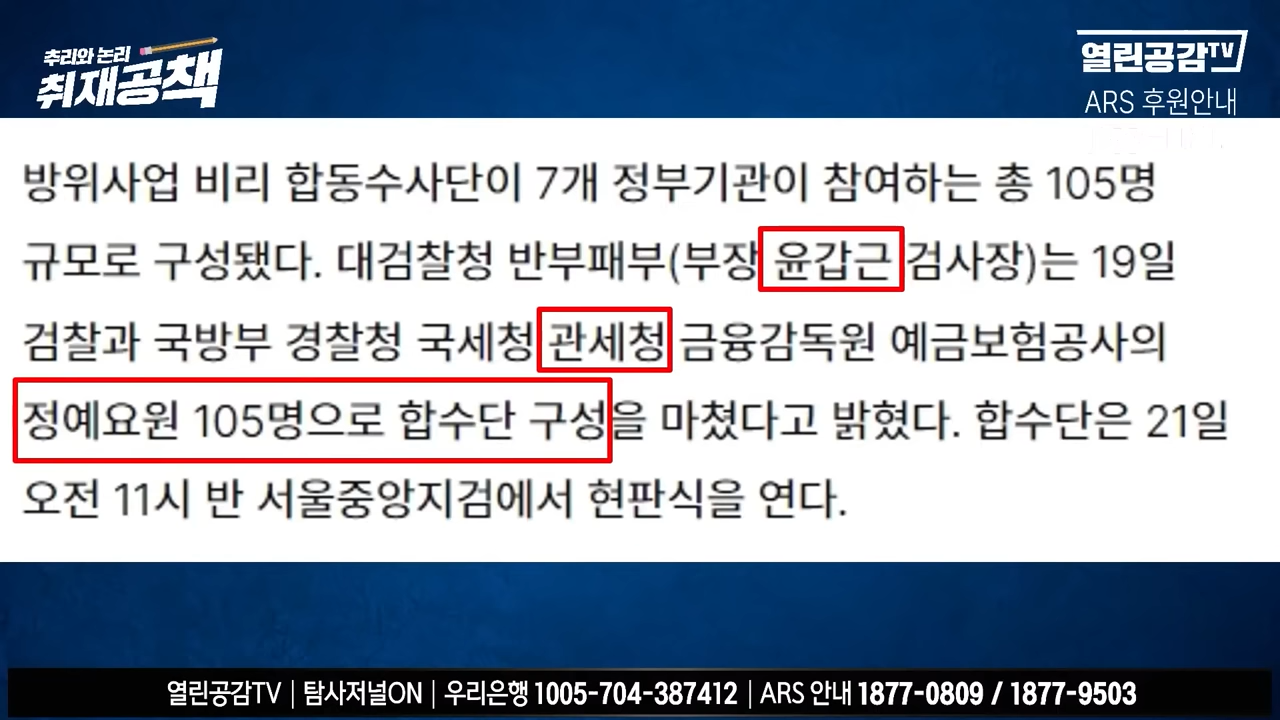 추리와 논리
취재공책
열린공감TV
ARS 후원안내
방위사업 비리 합동수사단이 7개 정부기관이 참여하는 총 105명
규모로 구성됐다. 대검찰청 반부패부(부장 윤갑근 검사장)는 19일
검찰과 국방부 경찰청 국세청 관세청 금융감독원 예금보험공사의
정예요원 105명으로 합수단 구성을 마쳤다고 밝혔다. 합수단은 21일
오전 11시 반 서울중앙지검에서 현판식을 연다.
열린공감TV | 탐사저널ON | 우리은행 1005-704-387412 | ARS 안내 1877-0809 / 1877-9503